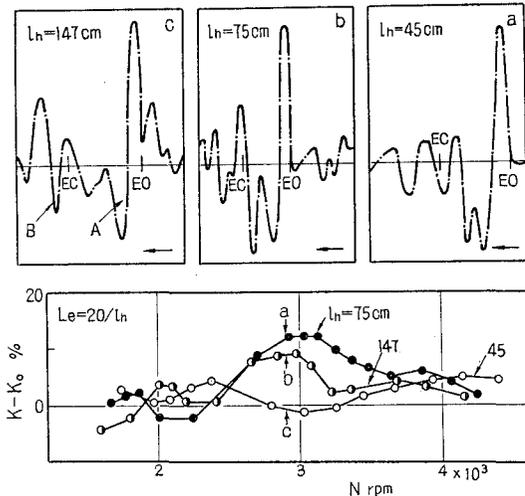 lh=147cm
C
EC
EO
B
A
lh=75cm
b
EC
EO
lh=45cm
a
EC
EO
20
Le=20/lh
a
lh=75cm
K-Ko %
10
147
45
b
0
c
2
3
4 ×10³
N rpm